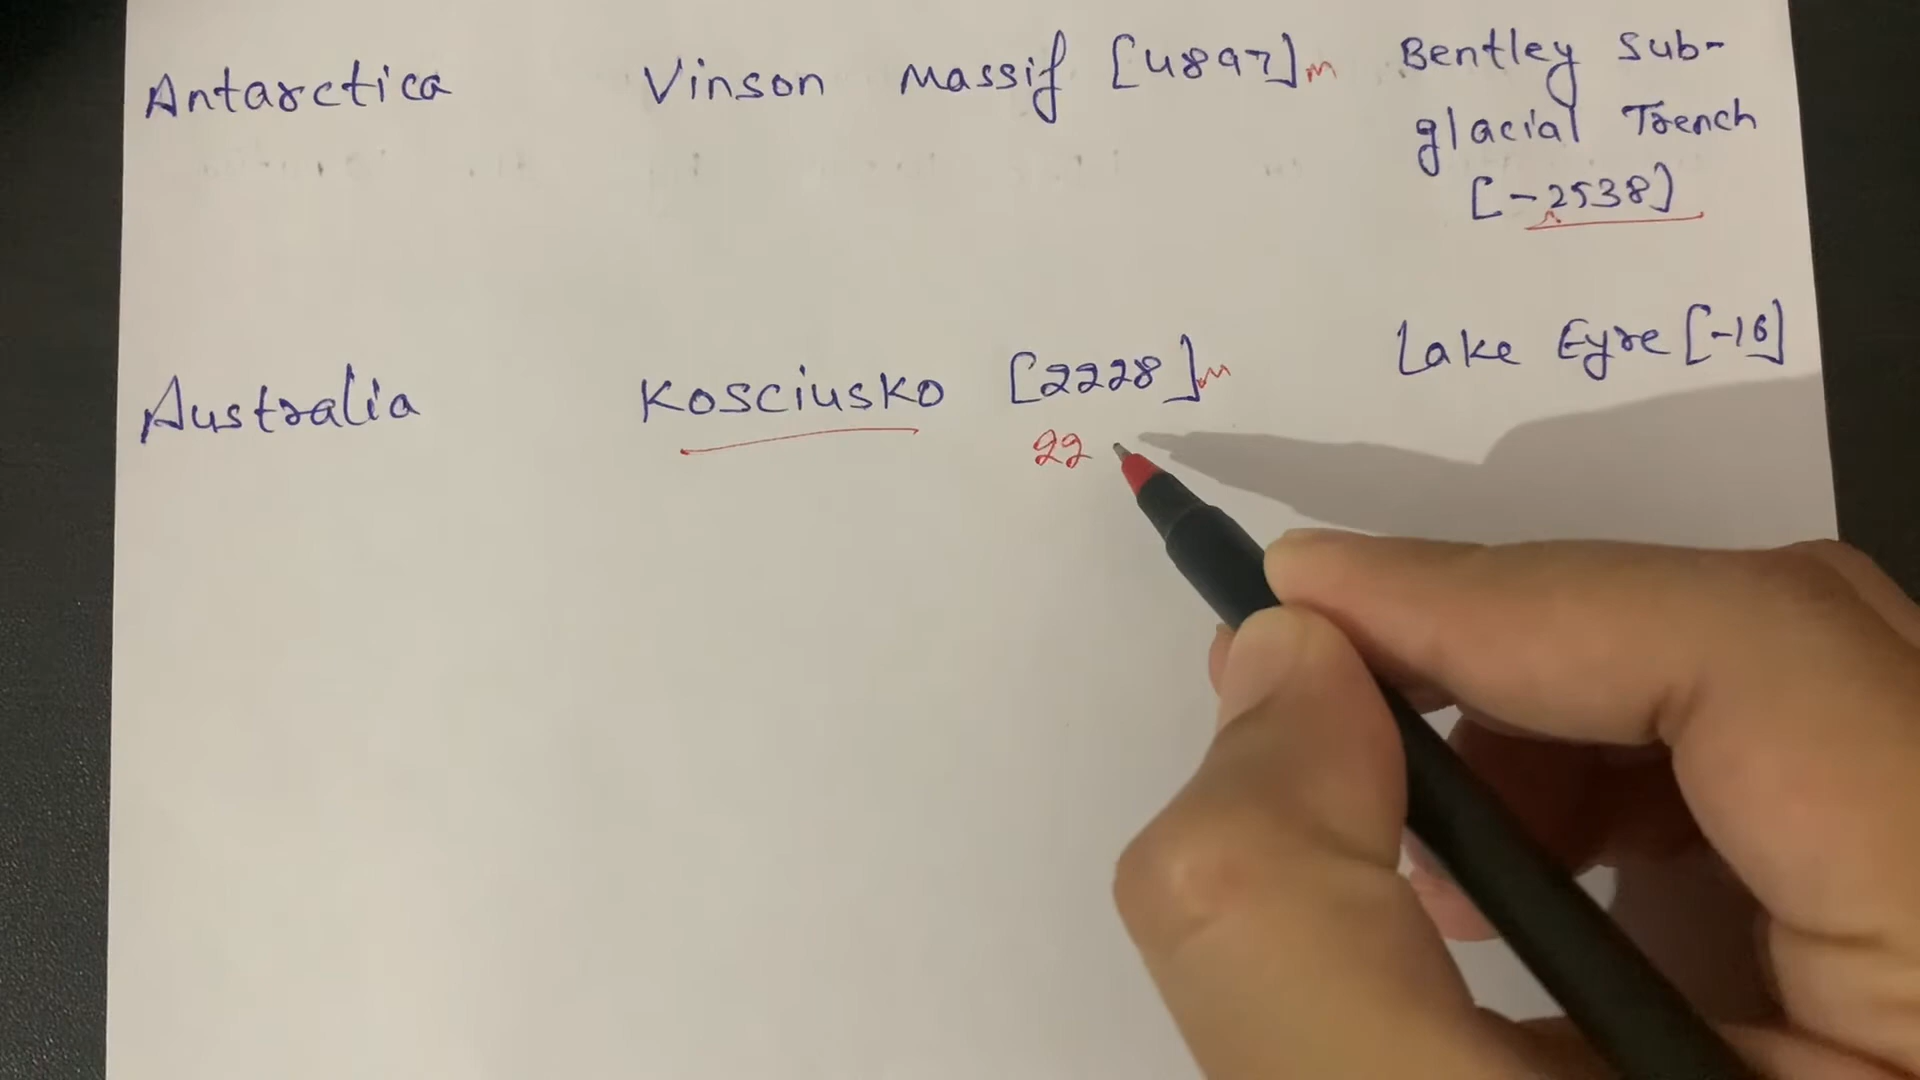 Antarctica Vinson Massif [4897]m Bentley Sub-
glacial Trench
[-2538]
Australia Kosciusko [2228]m Lake Eyre [-16]
22